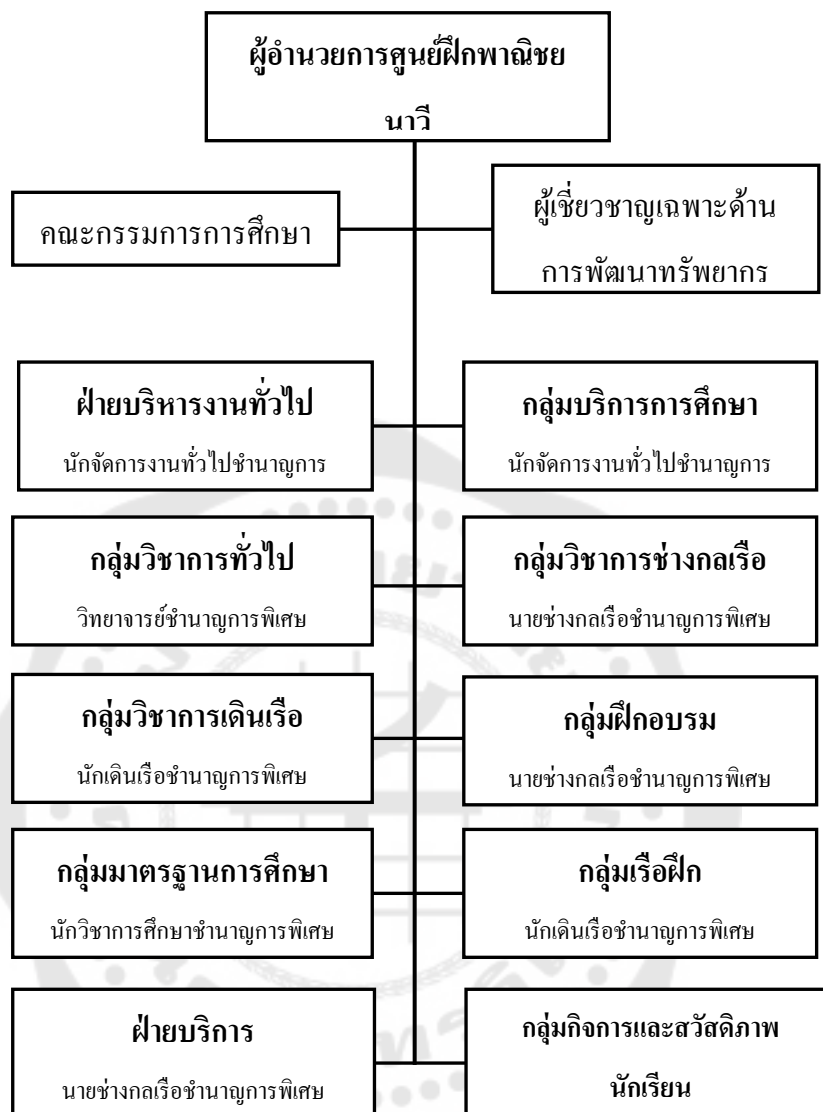 ผู้อำนวยการศูนย์ฝึกพาณิชย
นาวี
คณะกรรมการการศึกษา
ผู้เชี่ยวชาญเฉพาะด้าน
การพัฒนาทรัพยากร
ฝ่ายบริหารงานทั่วไป
นักจัดการงานทั่วไปชำนาญการ
กลุ่มบริการการศึกษา
นักจัดการงานทั่วไปชำนาญการ
กลุ่มวิชาการทั่วไป
วิทยาจารย์ชำนาญการพิเศษ
กลุ่มวิชาการช่างกลเรือ
นายช่างกลเรือชำนาญการพิเศษ
กลุ่มวิชาการเดินเรือ
นักเดินเรือชำนาญการพิเศษ
กลุ่มฝึกอบรม
นายช่างกลเรือชำนาญการพิเศษ
กลุ่มมาตรฐานการศึกษา
นักวิชาการศึกษาชำนาญการพิเศษ
กลุ่มเรือฝึก
นักเดินเรือชำนาญการพิเศษ
ฝ่ายบริการ
นายช่างกลเรือชำนาญการพิเศษ
กลุ่มกิจการและสวัสดิภาพ
นักเรียน